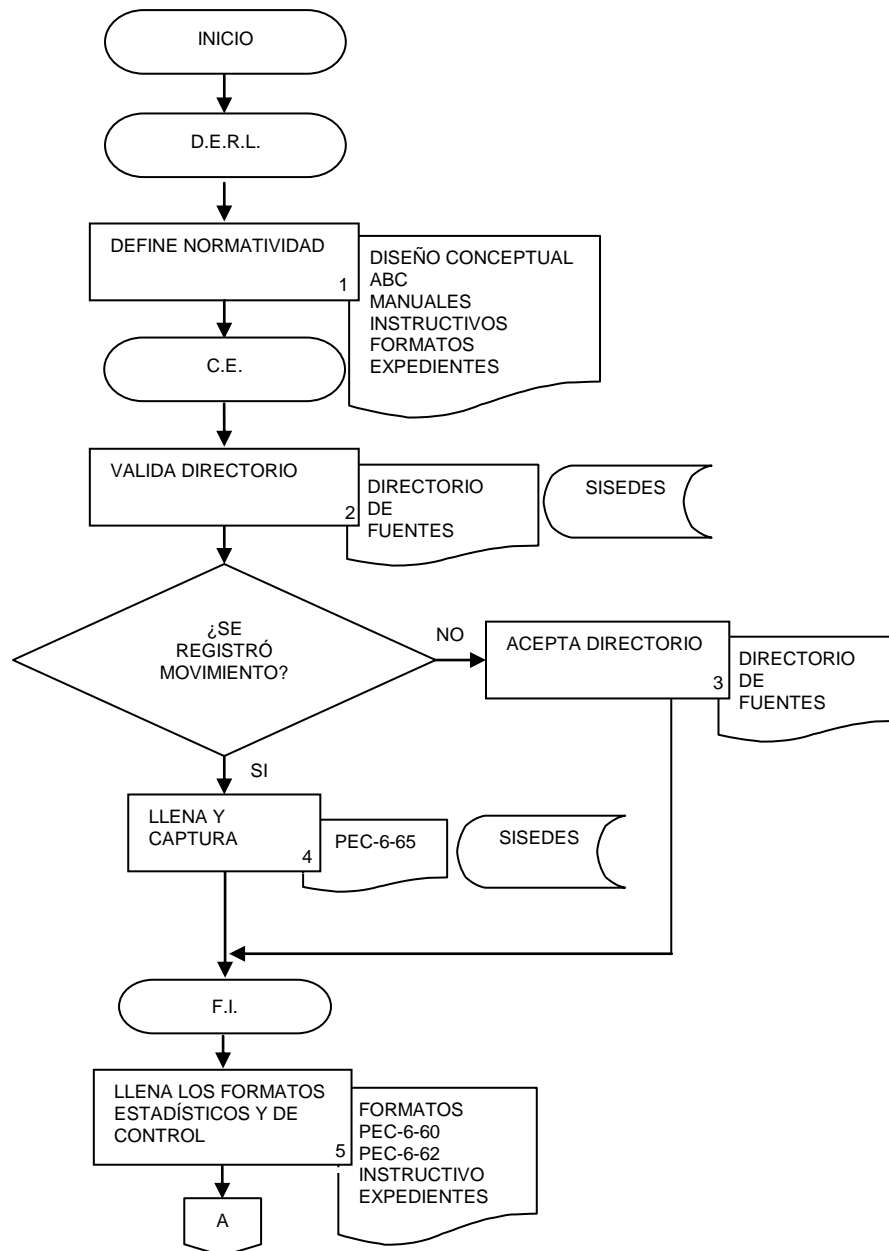 INICIO
D.E.R.L.
DEFINE NORMATIVIDAD
1
DISEÑO CONCEPTUAL
ABC
MANUALES
INSTRUCTIVOS
FORMATOS
EXPEDIENTES
C.E.
VALIDA DIRECTORIO
2
DIRECTORIO
DE
FUENTES
SISEDES
¿SE
REGISTRÓ
MOVIMIENTO?
NO
ACEPTA DIRECTORIO
3
DIRECTORIO
DE
FUENTES
SI
LLENA Y
CAPTURA
4
PEC-6-65
SISEDES
F.I.
LLENA LOS FORMATOS
ESTADÍSTICOS Y DE
CONTROL
5
FORMATOS
PEC-6-60
PEC-6-62
INSTRUCTIVO
EXPEDIENTES
A